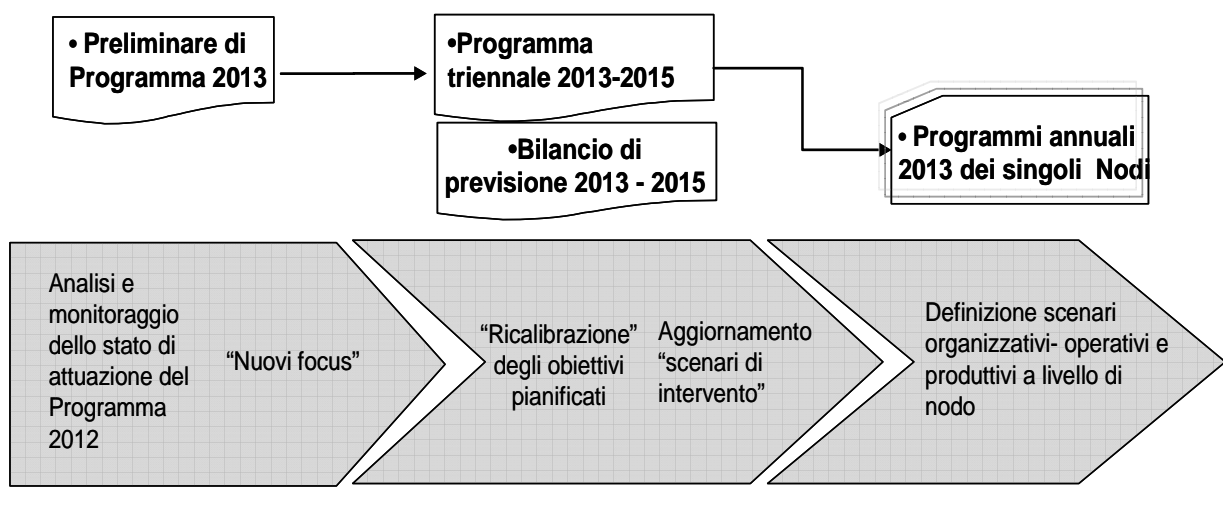 • Preliminare di
Programma 2013
•Programma
triennale 2013-2015
•Bilancio di
previsione 2013 - 2015
• Programmi annuali
2013 dei singoli Nodi
Analisi e
monitoraggio
dello stato di
attuazione del
Programma
2012
“Nuovi focus”
“Ricalibrazione”
degli obiettivi
pianificati
Aggiornamento
“scenari di
intervento”
Definizione scenari
organizzativi- operativi e
produttivi a livello di
nodo